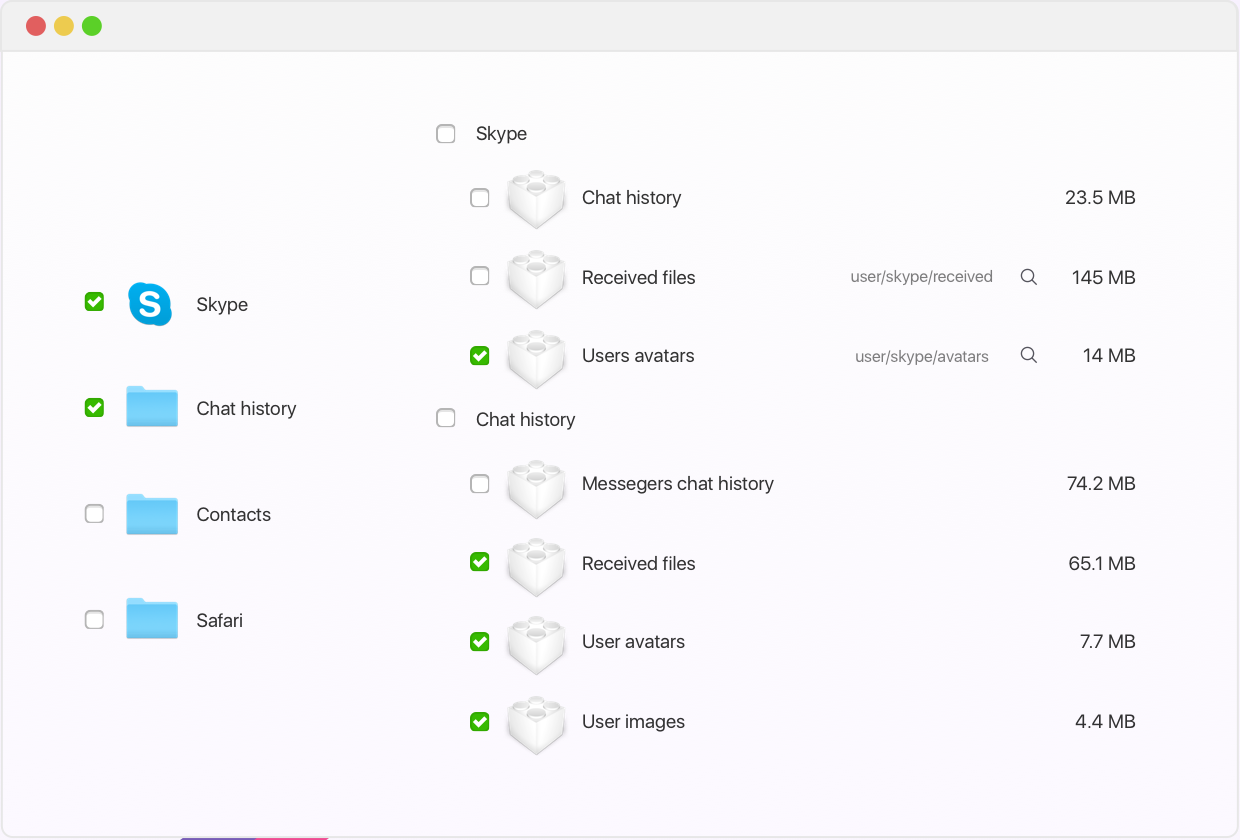 Skype
Chat history
Contacts
Safari
Skype
Chat history 23.5 MB
Received files user/skype/received 145 MB
Users avatars user/skype/avatars 14 MB
Chat history
Messegers chat history 74.2 MB
Received files 65.1 MB
User avatars 7.7 MB
User images 4.4 MB